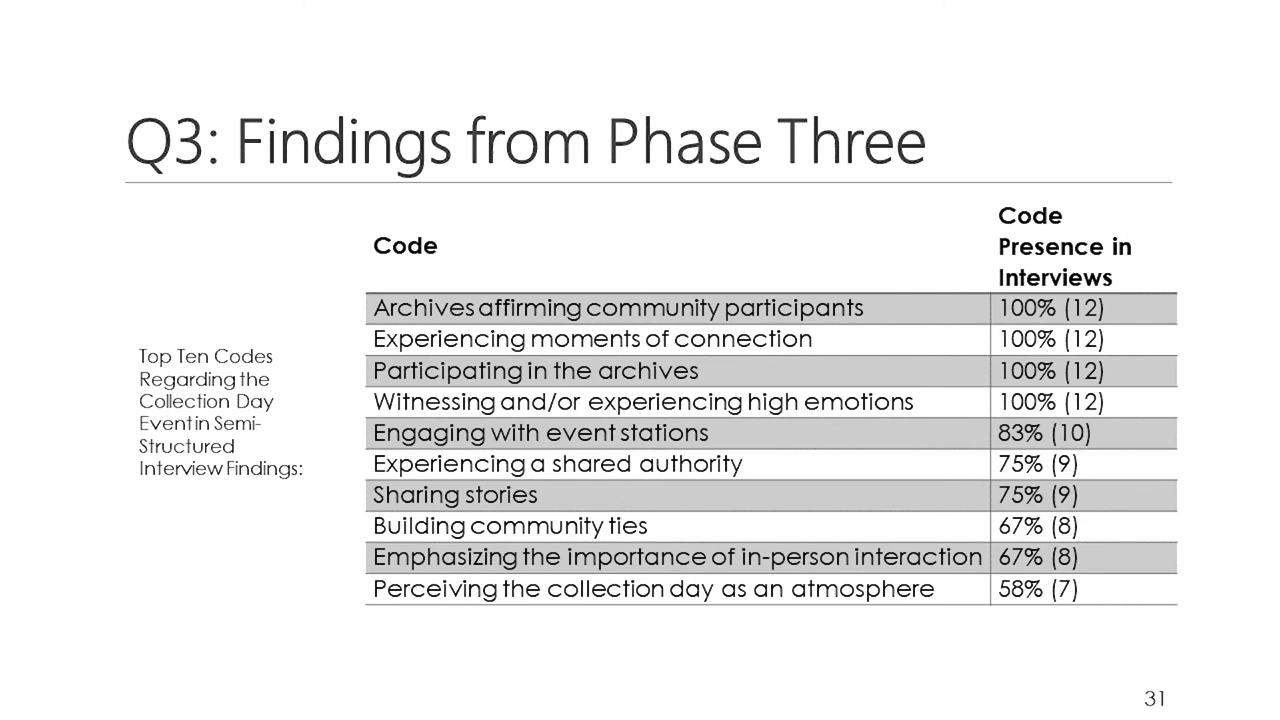 Q3: Findings from Phase Three
Top Ten Codes
Regarding the
Collection Day
Event in Semi-
Structured
Interview Findings:
Code
Code
Presence in
Interviews
Archives affirming community participants 100% (12)
Experiencing moments of connection 100% (12)
Participating in the archives 100% (12)
Witnessing and/or experiencing high emotions 100% (12)
Engaging with event stations 83% (10)
Experiencing a shared authority 75% (9)
Sharing stories 75% (9)
Building community ties 67% (8)
Emphasizing the importance of in-person interaction 67% (8)
Perceiving the collection day as an atmosphere 58% (7)
31